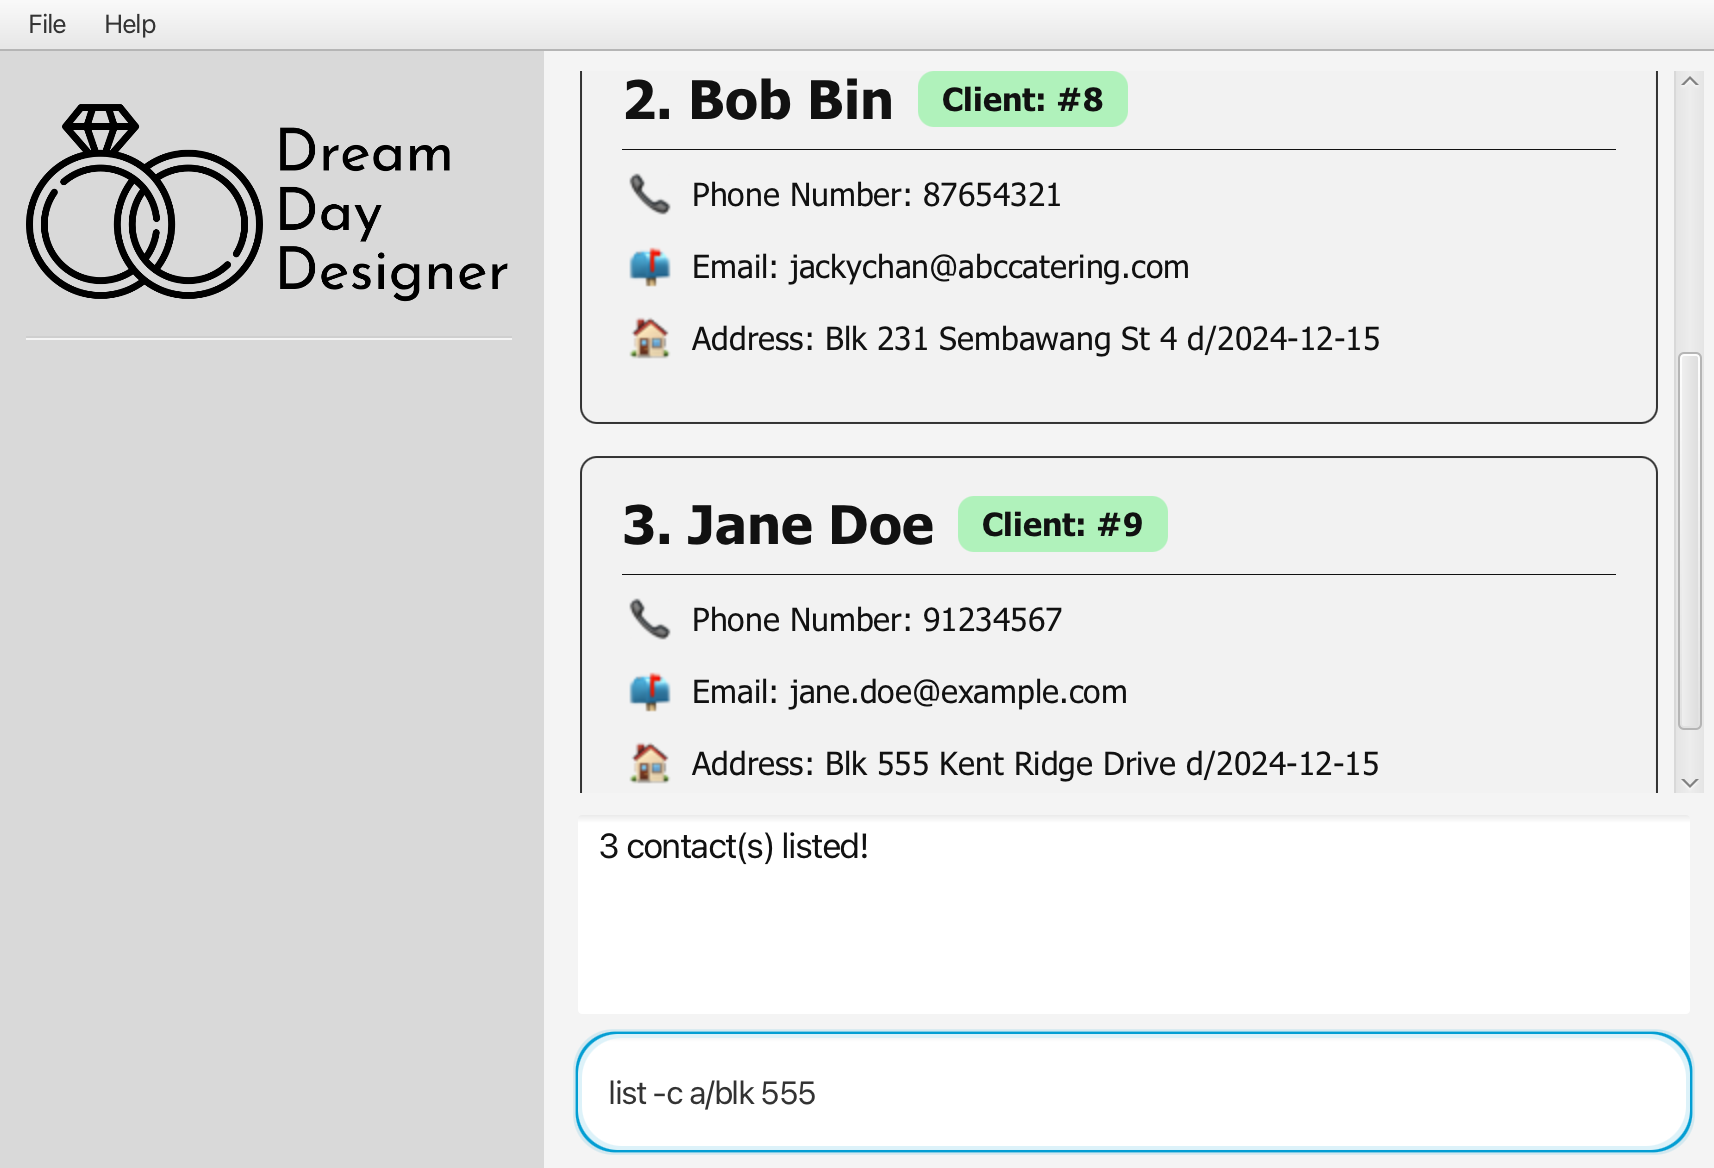 File Help
Dream
Day
Designer
2. Bob Bin Client: #8
Phone Number: 87654321
Email: jackychan@abccatering.com
Address: Blk 231 Sembawang St 4 d/2024-12-15
3. Jane Doe Client: #9
Phone Number: 91234567
Email: jane.doe@example.com
Address: Blk 555 Kent Ridge Drive d/2024-12-15
3 contact(s) listed!
list -c a/blk 555